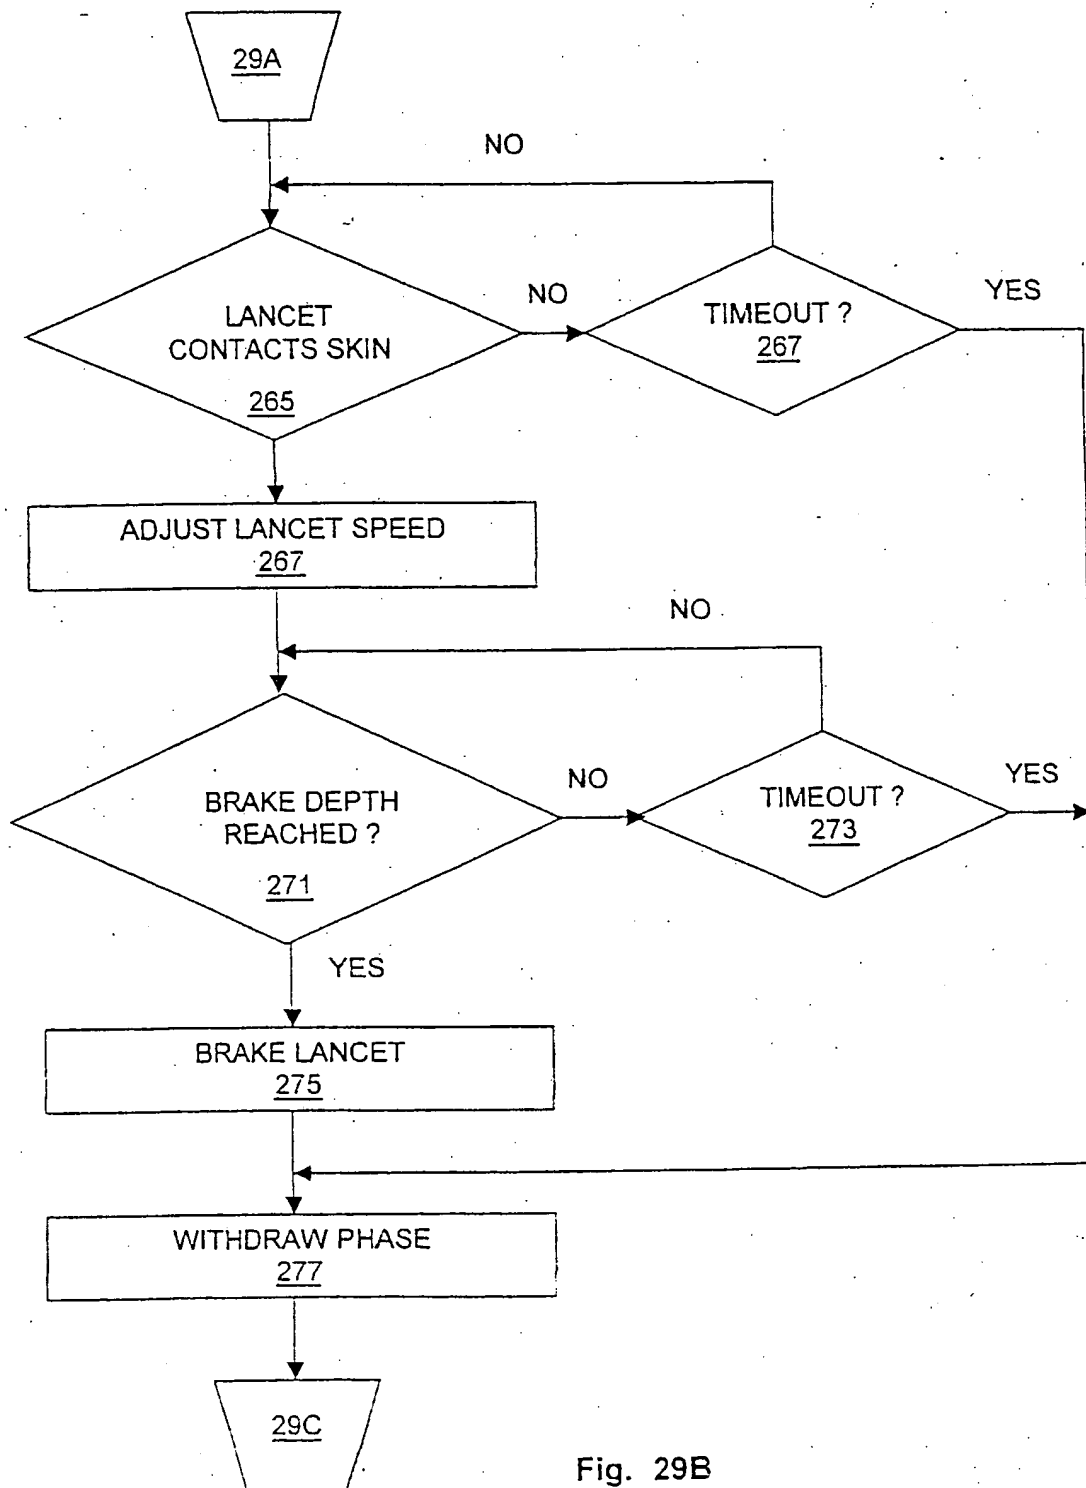 29A
NO
LANCET
CONTACTS SKIN
265
NO
TIMEOUT ?
267
YES
ADJUST LANCET SPEED
267
NO
BRAKE DEPTH
REACHED ?
271
NO
TIMEOUT ?
273
YES
YES
BRAKE LANCET
275
WITHDRAW PHASE
277
29C
Fig. 29B